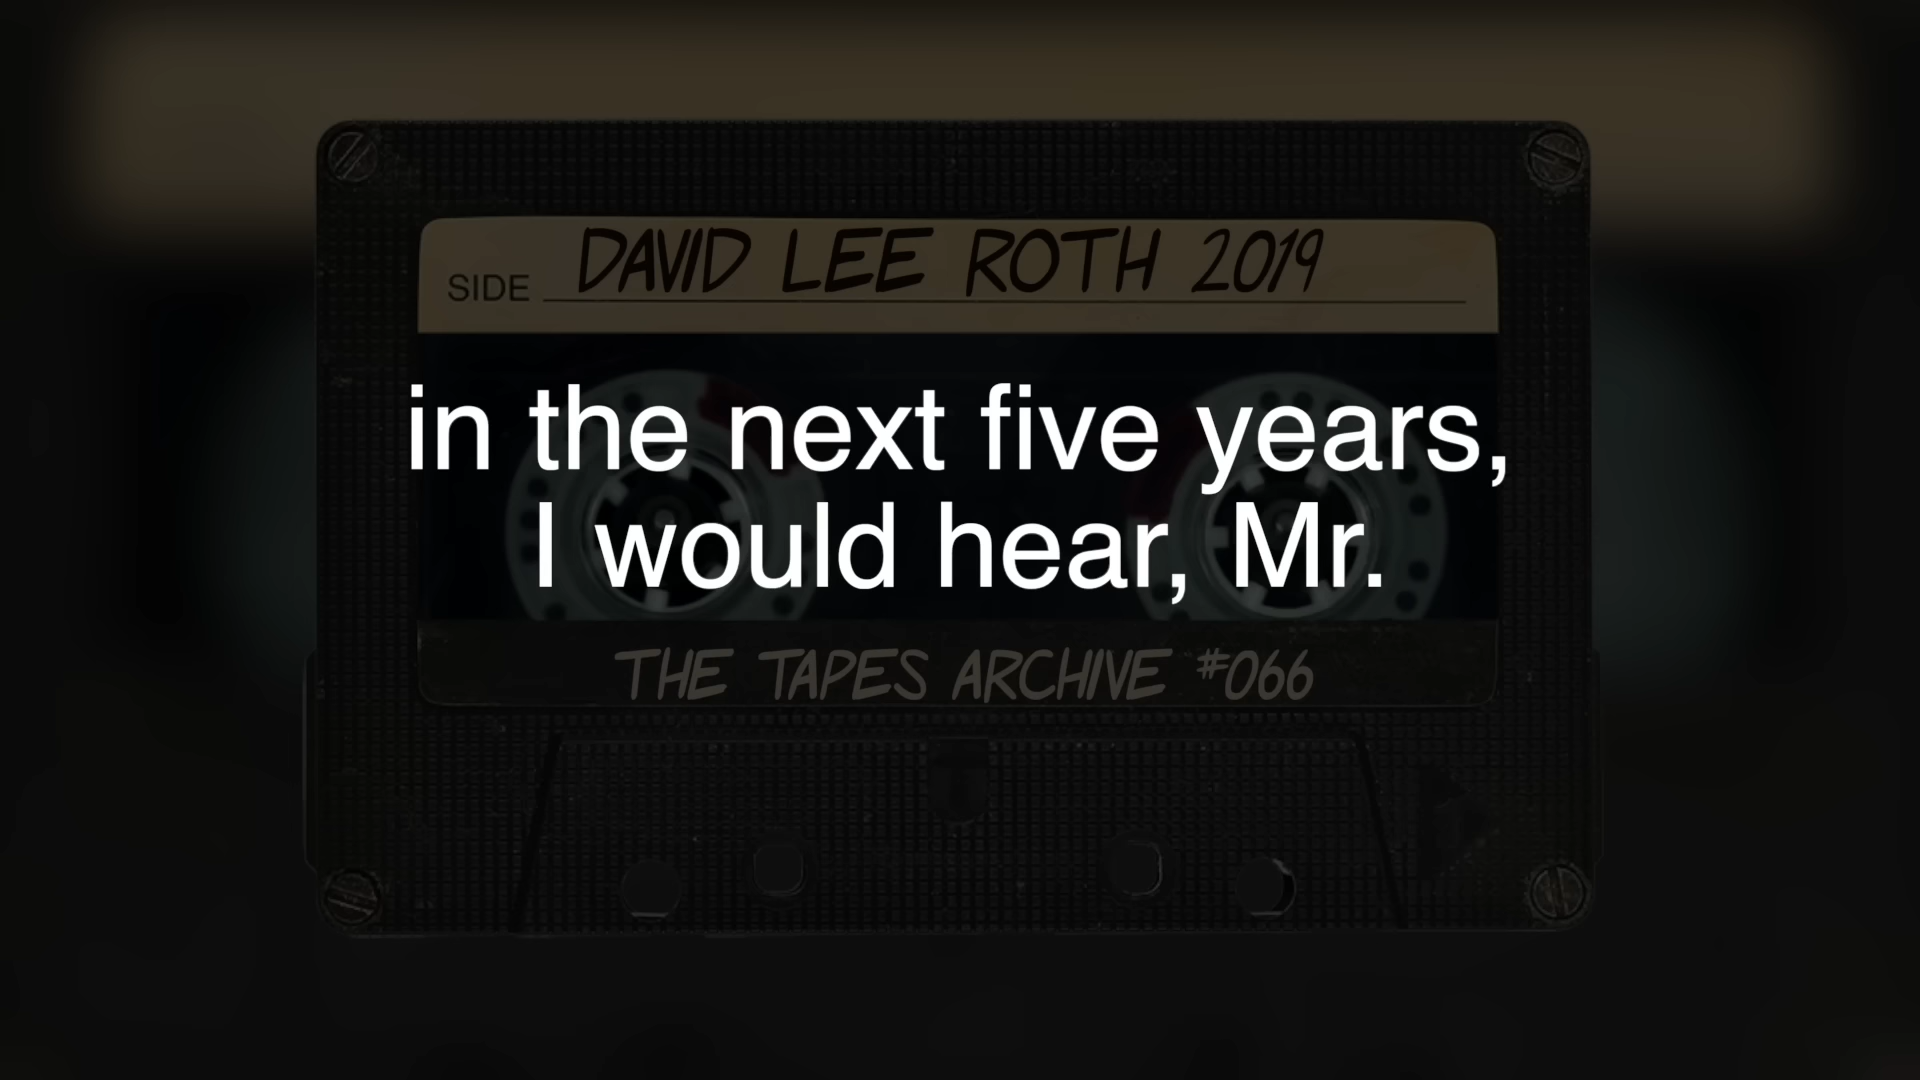 SIDE DAVID LEE ROTH 2019
in the next five years,
I would hear, Mr.
THE TAPES ARCHIVE #066